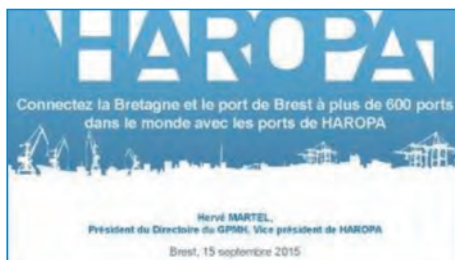 HAROPA
Connectez la Bretagne et le port de Brest à plus de 600 ports
dans le monde avec les ports de HAROPA
Hervé MARTEL,
Président du Directoire du GPMH, Vice président de HAROPA
Brest, 15 septembre 2015